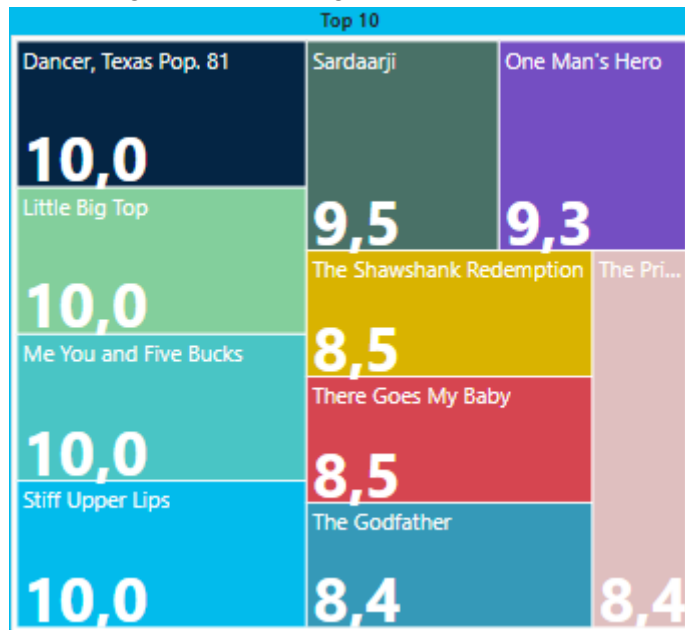 Top 10
Dancer, Texas Pop. 81
10,0
Little Big Top
10,0
Me You and Five Bucks
10,0
Stiff Upper Lips
10,0
Sardaarji
9,5
One Man's Hero
9,3
The Shawshank Redemption
8,5
There Goes My Baby
8,5
The Godfather
8,4
The Pri...
8,4